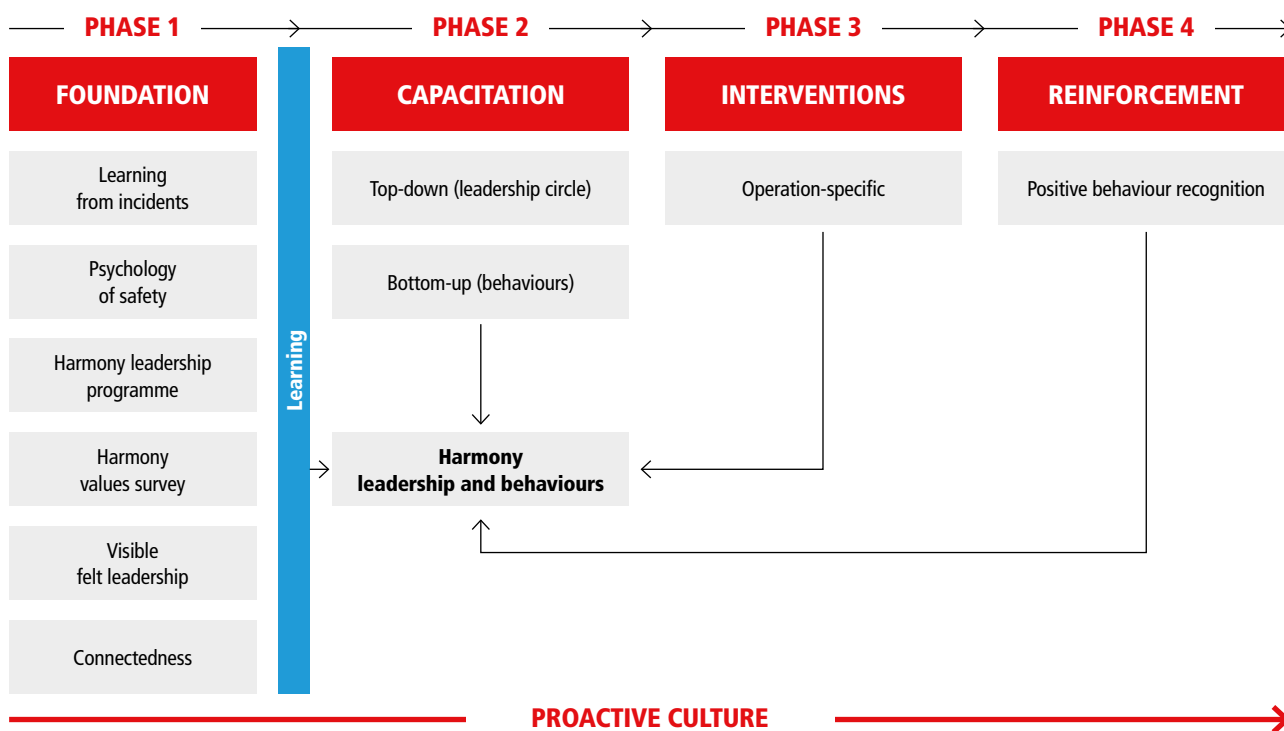 PHASE 1
PHASE 2
PHASE 3
PHASE 4
FOUNDATION
CAPACITATION
INTERVENTIONS
REINFORCEMENT
Learning
from incidents
Psychology
of safety
Harmony leadership
programme
Harmony
values survey
Visible
felt leadership
Connectedness
Learning
Top-down (leadership circle)
Bottom-up (behaviours)
Harmony
leadership and behaviours
Operation-specific
Positive behaviour recognition
PROACTIVE CULTURE